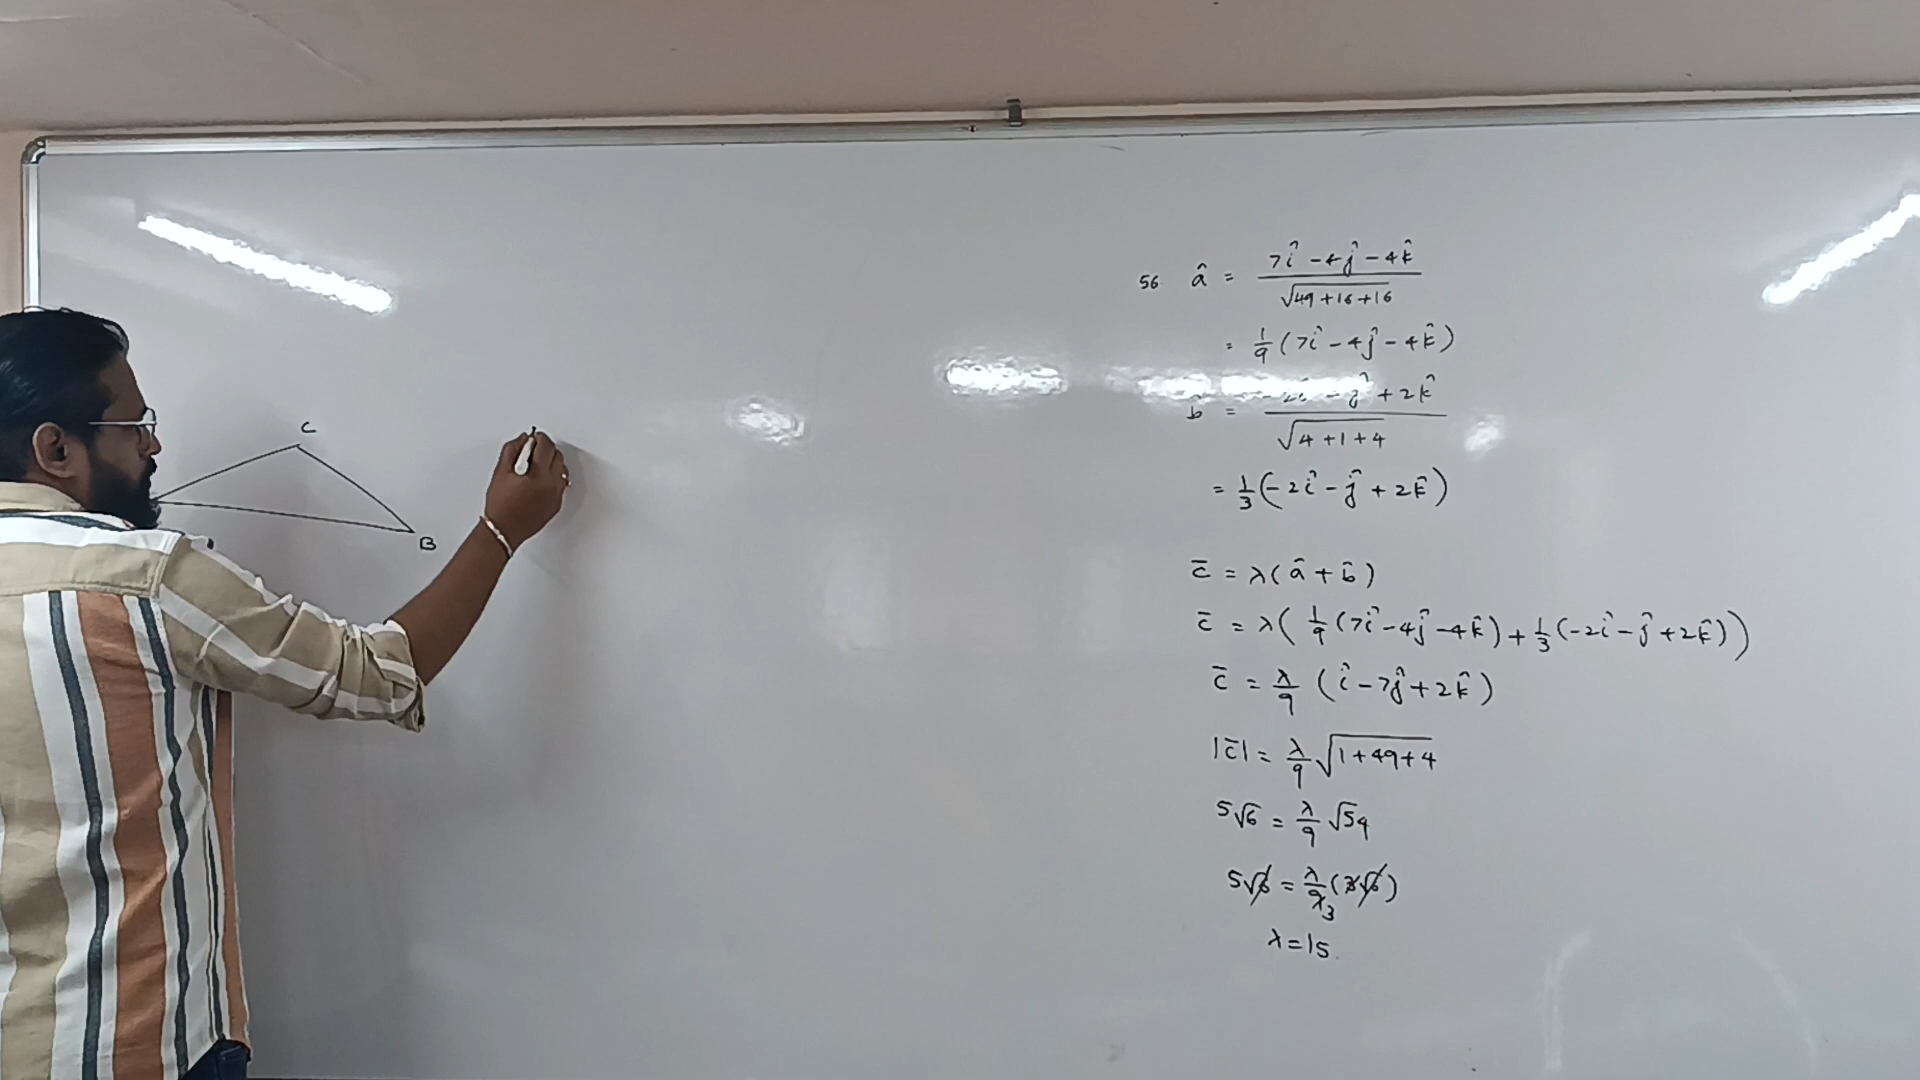 C
B
56. â = 7î - 4ĵ - 4k̂ / √49+16+16
= 1/9 (7î - 4ĵ - 4k̂)
b̂ = -2î - ĵ + 2k̂ / √4+1+4
= 1/3 (-2î - ĵ + 2k̂)
c̄ = λ(â + b̂)
c̄ = λ( 1/9 (7î - 4ĵ - 4k̂) + 1/3 (-2î - ĵ + 2k̂))
c̄ = λ/9 (î - 7ĵ + 2k̂)
|c̄| = λ/9 √1+49+4
5√6 = λ/9 √54
5√6 = λ/9 3 (3√6)
λ = 15.